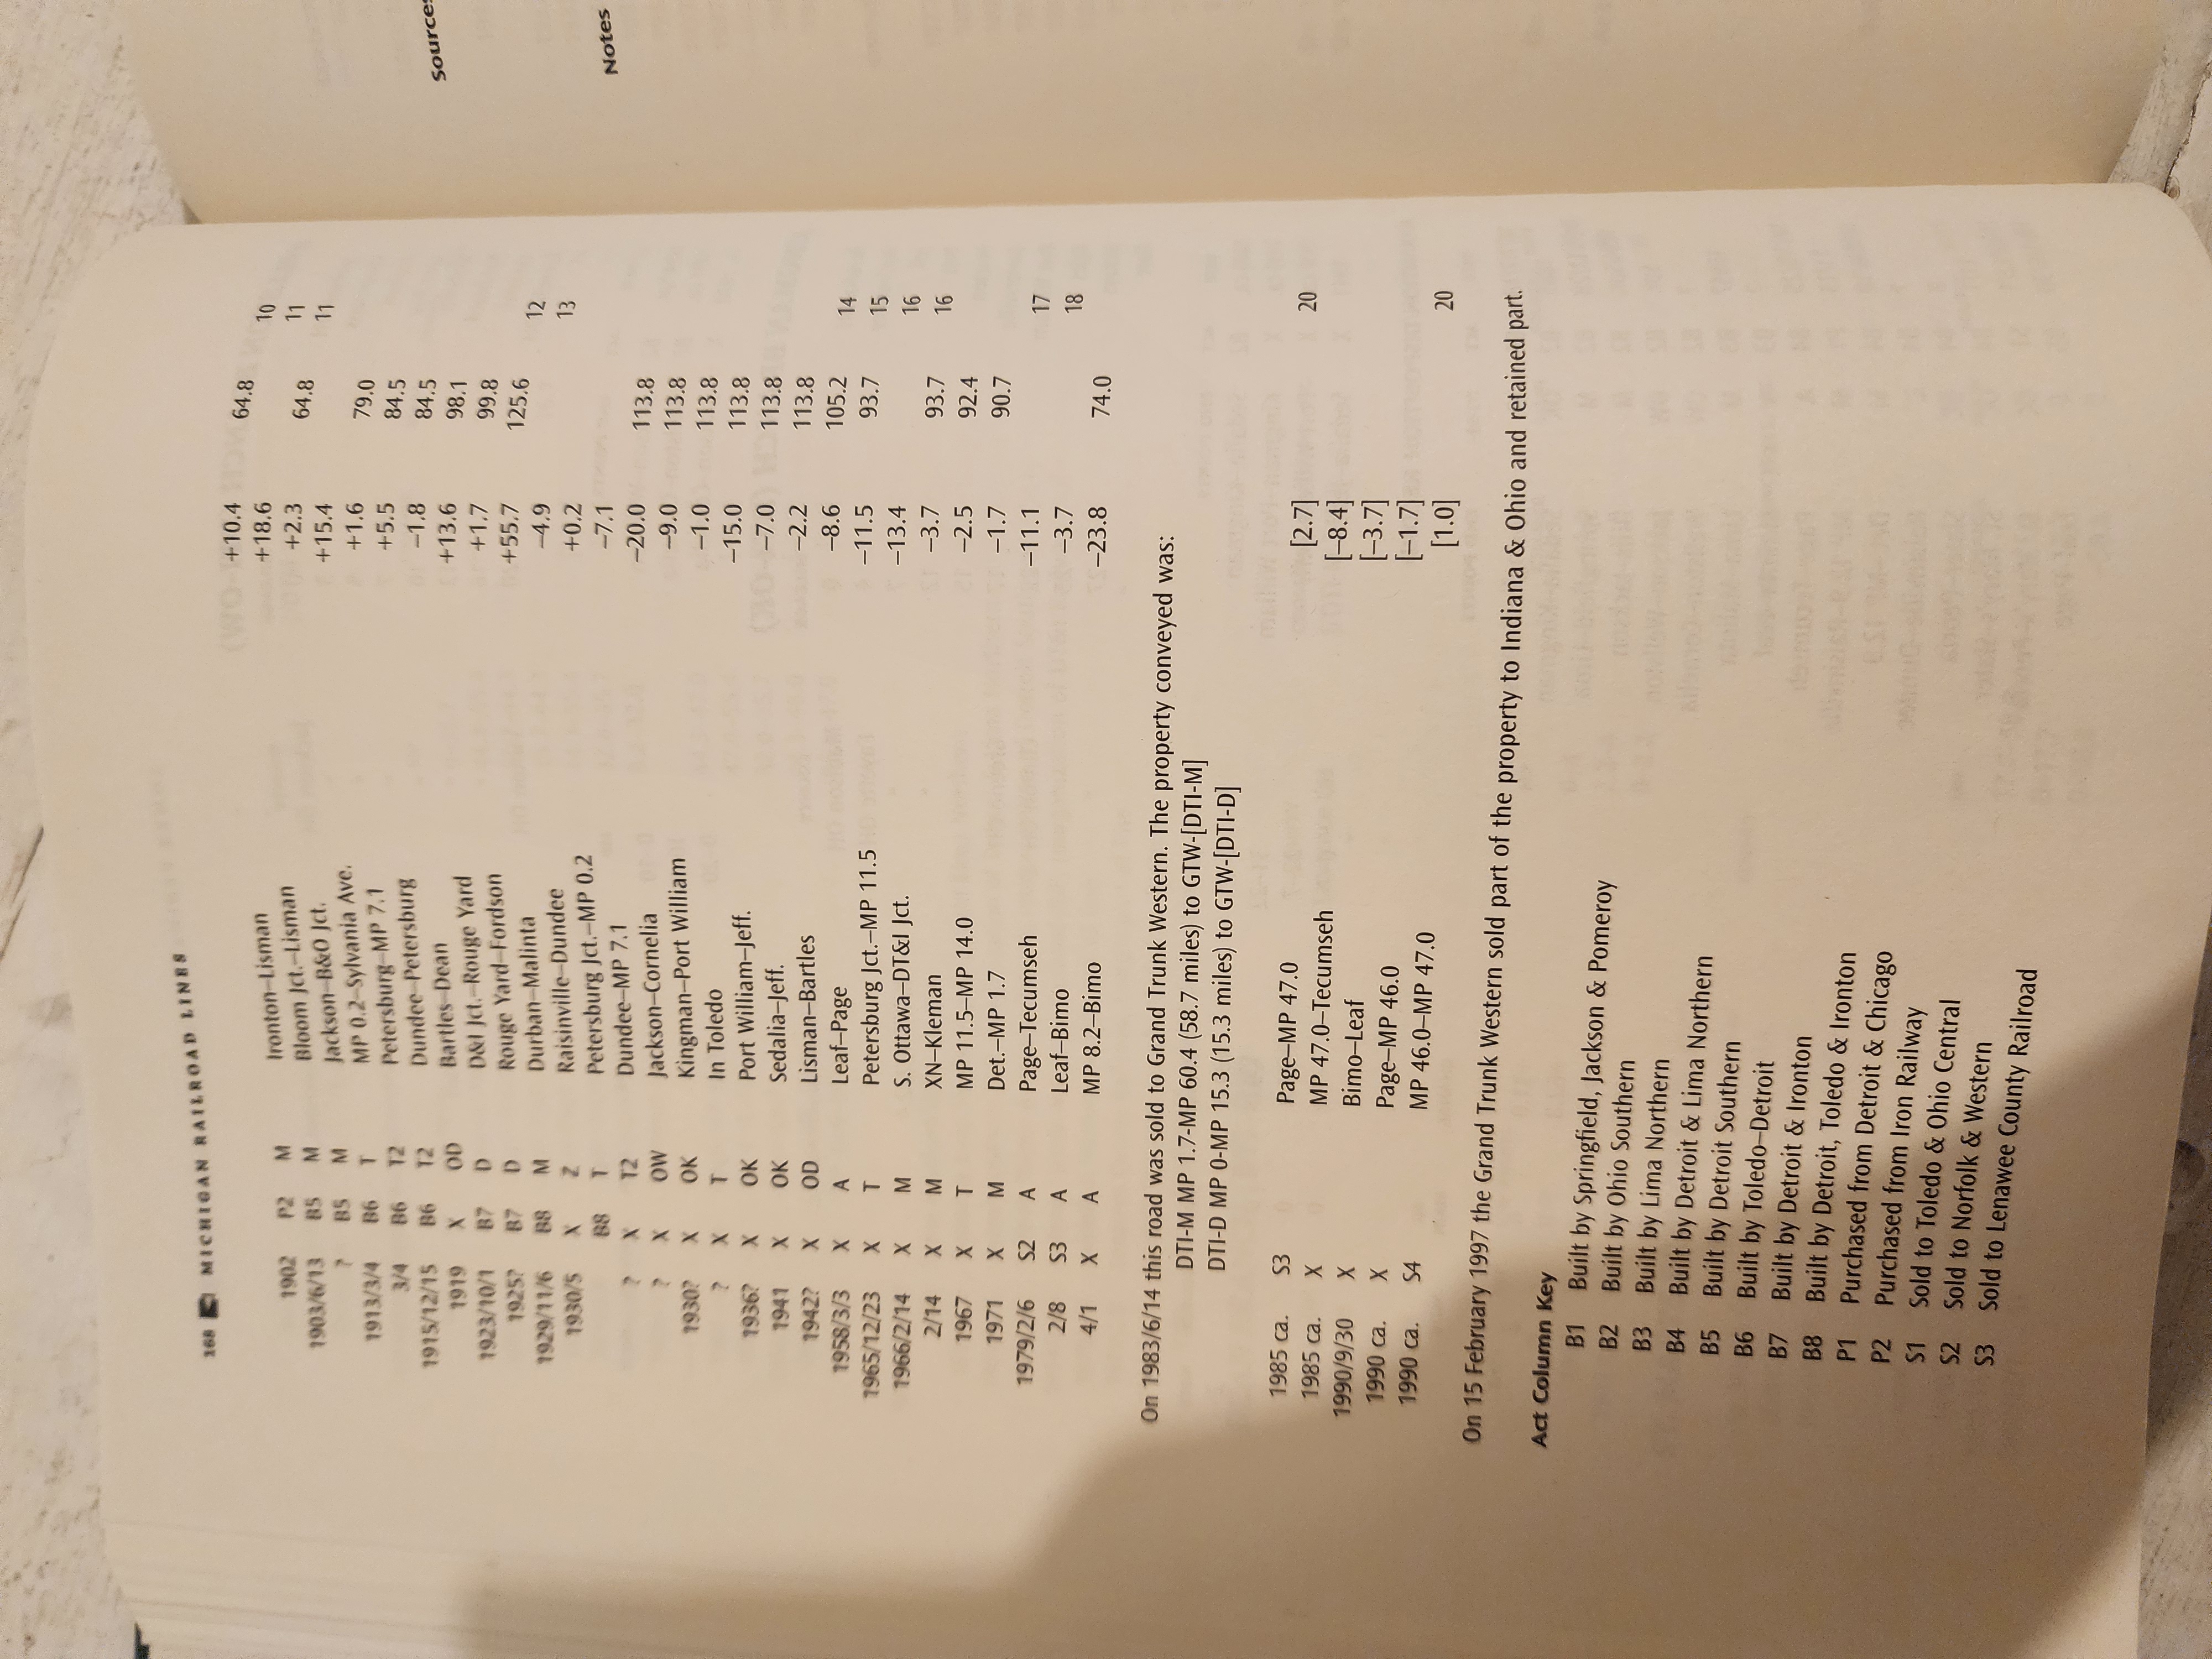 168 MICHIGAN RAILROAD LINES
1902 P2 M Ironton–Lisman +10.4 64.8
1903/6/13 B5 M Bloom Jct.–Lisman +18.6 10
? B5 M Jackson–B&O Jct. +2.3 64.8 11
1913/3/4 B6 T MP 0.2–Sylvania Ave. +15.4 11
3/4 B6 T2 Petersburg–MP 7.1 +1.6 79.0
1915/12/15 B6 T2 Dundee–Petersburg +5.5 84.5
1919 X OD Bartles–Dean −1.8 84.5
1923/10/1 B7 D D&I Jct.–Rouge Yard +13.6 98.1
1925? B7 D Rouge Yard–Fordson +1.7 99.8
1929/11/6 B8 M Durban–Malinta +55.7 125.6
1930/5 X Z Raisinville–Dundee −4.9 12
B8 T Petersburg Jct.–MP 0.2 +0.2 13
? X T2 Dundee–MP 7.1 −7.1
? X OW Jackson–Cornelia −20.0 113.8
1930? X OK Kingman–Port William −9.0 113.8
? X T In Toledo −1.0 113.8
1936? X OK Port William–Jeff. −15.0 113.8
1941 X OK Sedalia–Jeff. −7.0 113.8
1942? X OD Lisman–Bartles −2.2 113.8
1958/3/3 X A Leaf–Page −8.6 105.2 14
1965/12/23 X T Petersburg Jct.–MP 11.5 −11.5 93.7 15
1966/2/14 X M S. Ottawa–DT&I Jct. −13.4 16
2/14 X M XN–Kleman −3.7 93.7 16
1967 X T MP 11.5–MP 14.0 −2.5 92.4
1971 X M Det.–MP 1.7 −1.7 90.7
1979/2/6 S2 A Page–Tecumseh −11.1 17
2/8 S3 A Leaf–Bimo −3.7 18
4/1 X A MP 8.2–Bimo −23.8 74.0
On 1983/6/14 this road was sold to Grand Trunk Western. The property conveyed was:
DTI-M MP 1.7-MP 60.4 (58.7 miles) to GTW-[DTI-M]
DTI-D MP 0-MP 15.3 (15.3 miles) to GTW-[DTI-D]
1985 ca. S3 Page–MP 47.0 [2.7] 20
1985 ca. X MP 47.0–Tecumseh [−8.4]
1990/9/30 X Bimo–Leaf [−3.7]
1990 ca. X Page–MP 46.0 [−1.7]
1990 ca. S4 MP 46.0–MP 47.0 [1.0] 20
On 15 February 1997 the Grand Trunk Western sold part of the property to Indiana & Ohio and retained part.
Act Column Key
B1 Built by Springfield, Jackson & Pomeroy
B2 Built by Ohio Southern
B3 Built by Lima Northern
B4 Built by Detroit & Lima Northern
B5 Built by Detroit Southern
B6 Built by Toledo–Detroit
B7 Built by Detroit & Ironton
B8 Built by Detroit, Toledo & Ironton
P1 Purchased from Detroit & Chicago
P2 Purchased from Iron Railway
S1 Sold to Toledo & Ohio Central
S2 Sold to Norfolk & Western
S3 Sold to Lenawee County Railroad
Sources
Notes